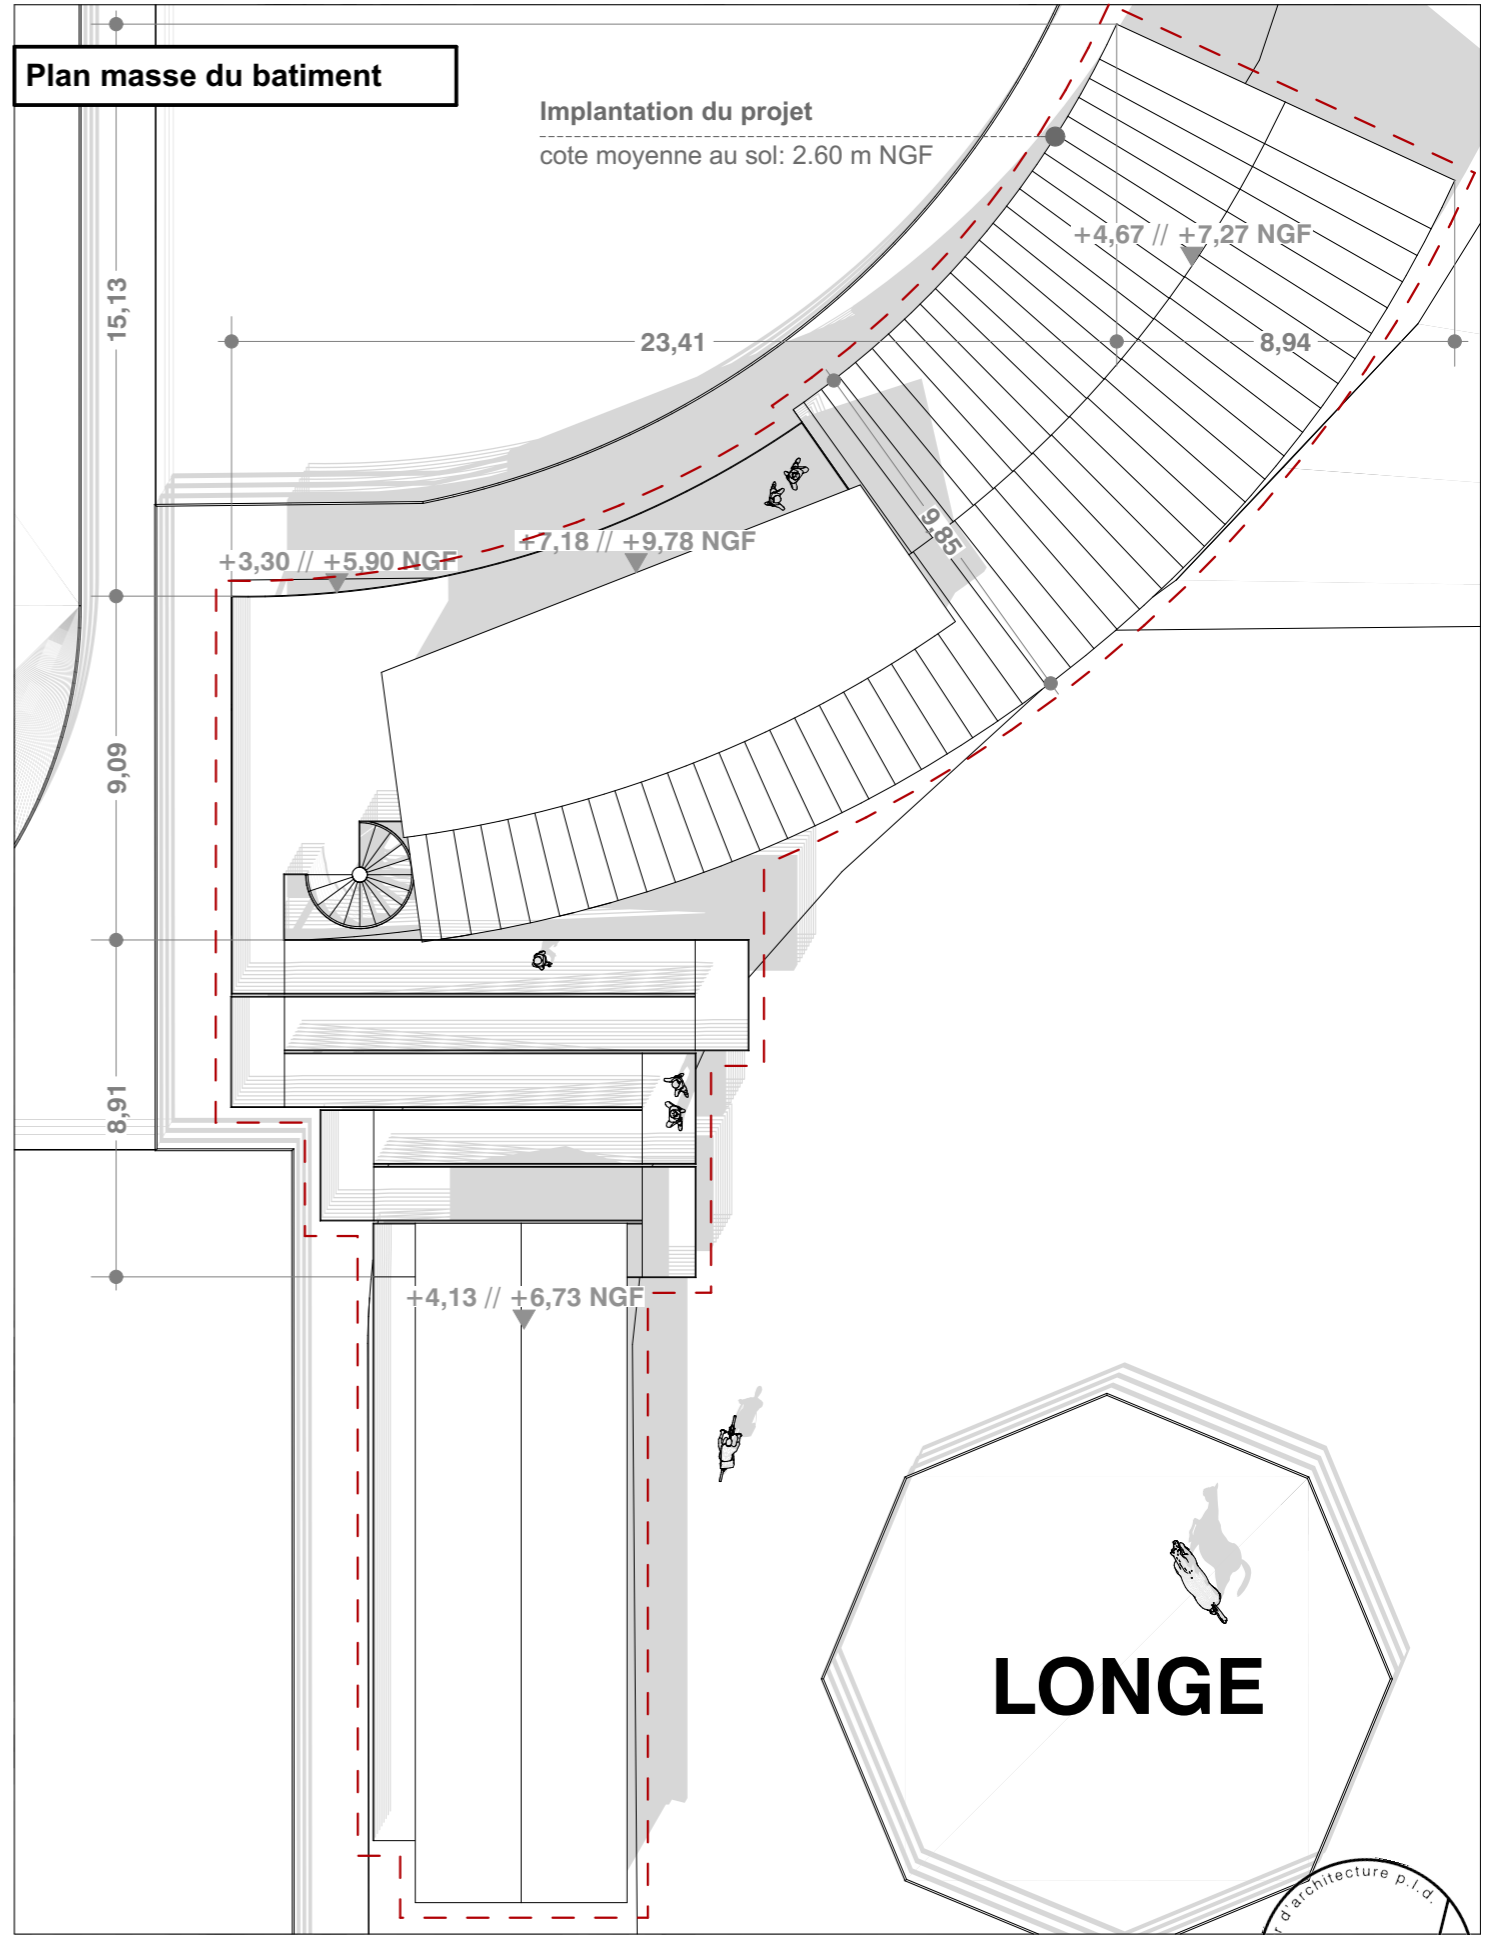 Plan masse du batiment
Implantation du projet
cote moyenne au sol: 2.60 m NGF
15,13
+4,67 // +7,27 NGF
23,41
8,94
9,85
+7,18 // +9,78 NGF
+3,30 // +5,90 NGF
9,09
8,91
+4,13 // +6,73 NGF
LONGE
d'architecture p.l.d.